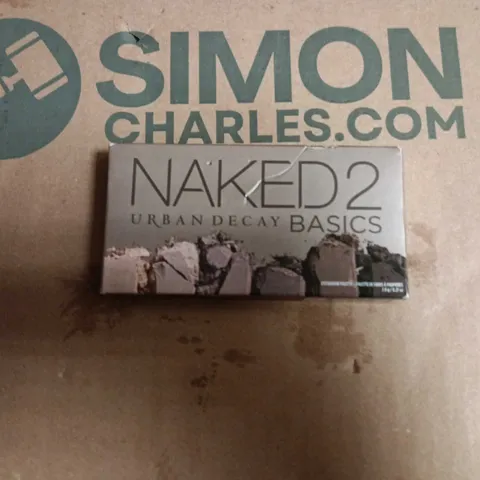 SIMON
CHARLES.COM
NAKED2
URBAN DECAY BASICS